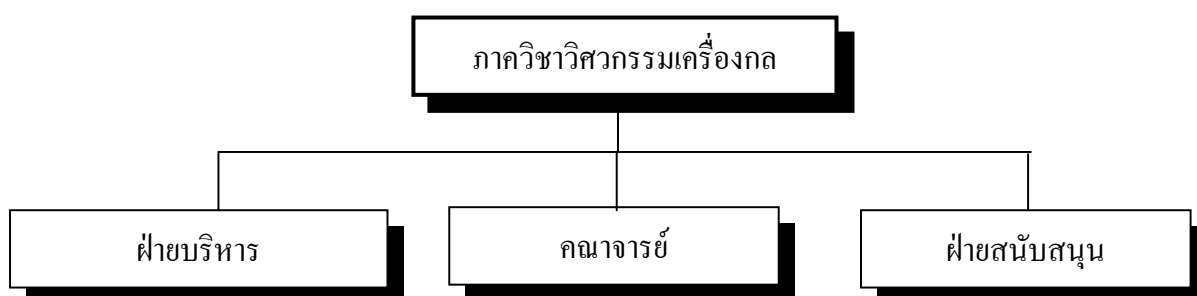 ภาควิชาวิศวกรรมเครื่องกล
ฝ่ายบริหาร
คณาจารย์
ฝ่ายสนับสนุน